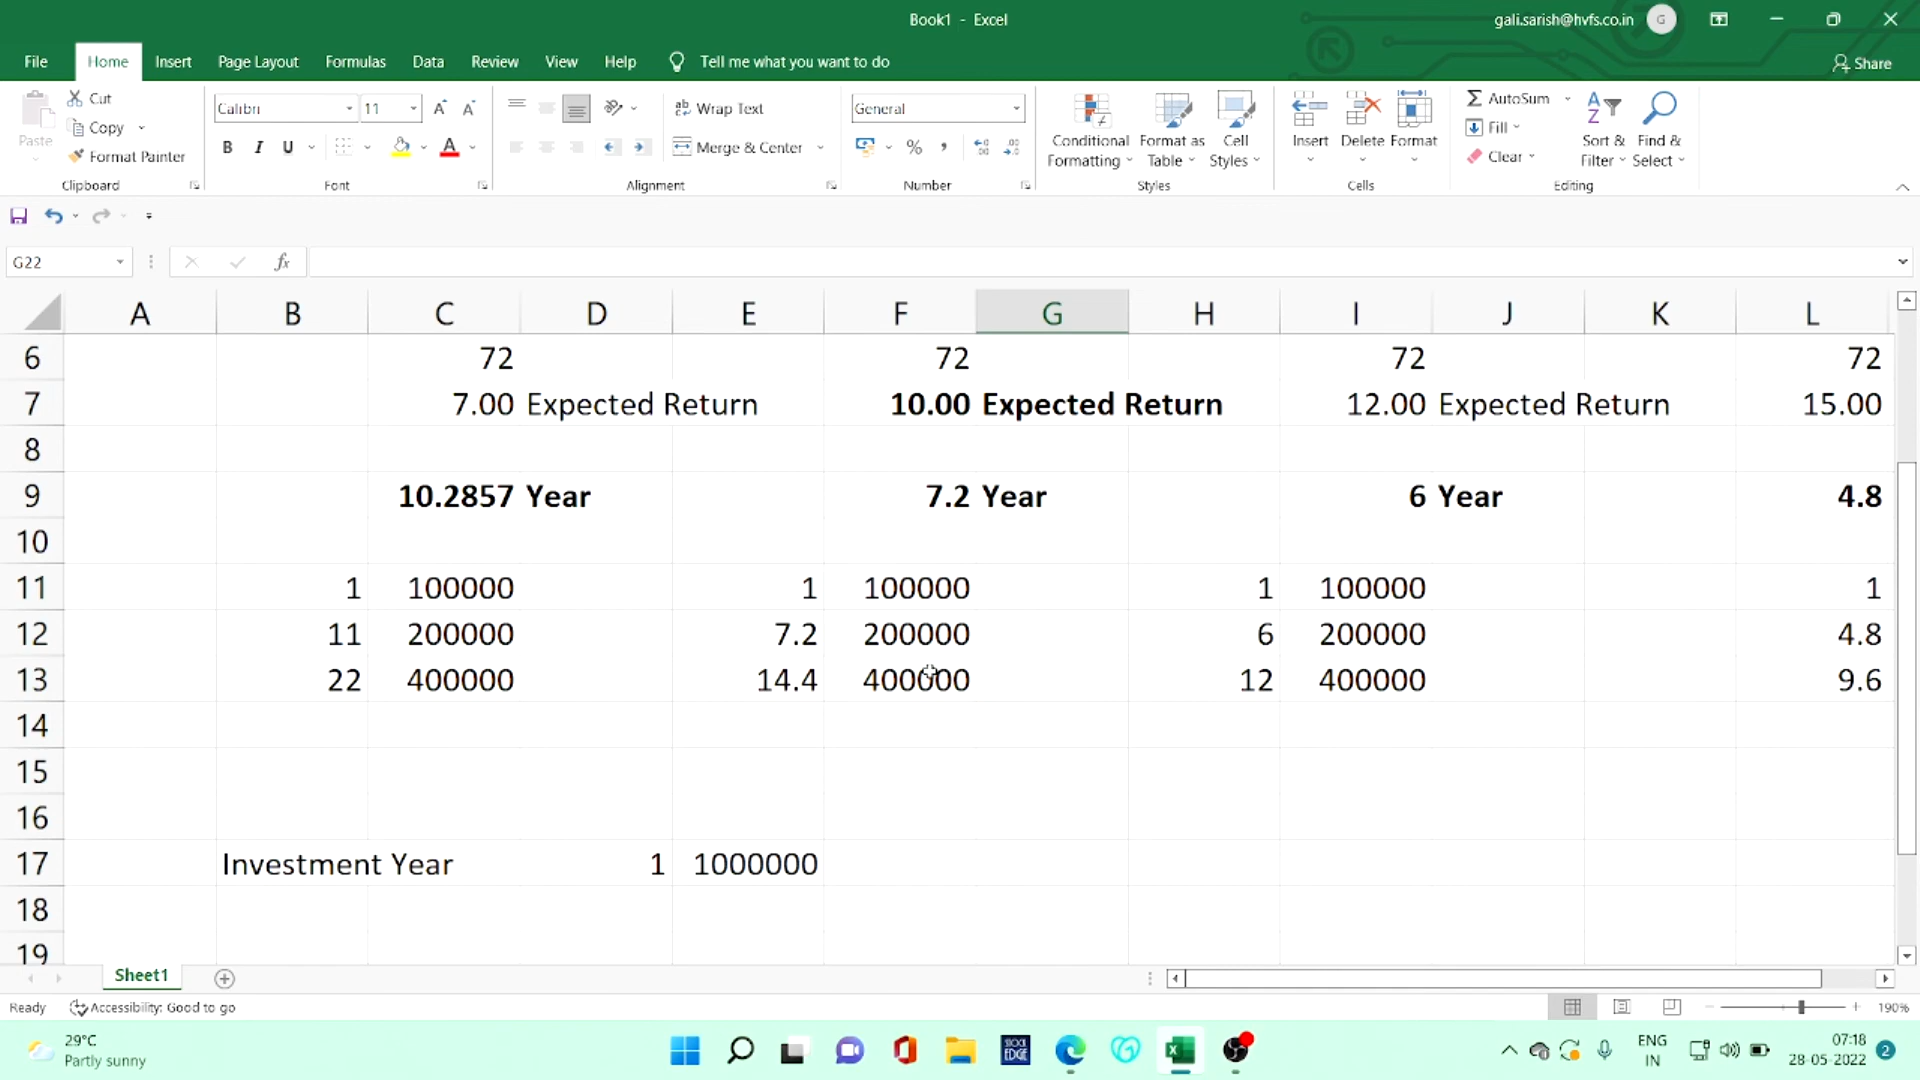 Book1 - Excel
gali.sarish@hvfs.co.in
G
File
Home
Insert
Page Layout
Formulas
Data
Review
View
Help
Tell me what you want to do
Share
Paste
Cut
Copy
Format Painter
Clipboard
Calibri
11
B I U
Font
Wrap Text
Merge & Center
Alignment
General
%
Number
Conditional Formatting
Format as Table
Cell Styles
Styles
Insert
Delete
Format
Cells
AutoSum
Fill
Clear
Sort & Filter
Find & Select
Editing
G22
fx
A B C D E F G H I J K L
6 72 72 72 72
7 7.00 Expected Return 10.00 Expected Return 12.00 Expected Return 15.00
8
9 10.2857 Year 7.2 Year 6 Year 4.8
10
11 1 100000 1 100000 1 100000 1
12 11 200000 7.2 200000 6 200000 4.8
13 22 400000 14.4 400000 12 400000 9.6
14
15
16
17 Investment Year 1 1000000
18
19
Sheet1
Ready
Accessibility: Good to go
190%
29°C
Partly sunny
STOCK EDGE
ENG
IN
07:18
28-05-2022
2